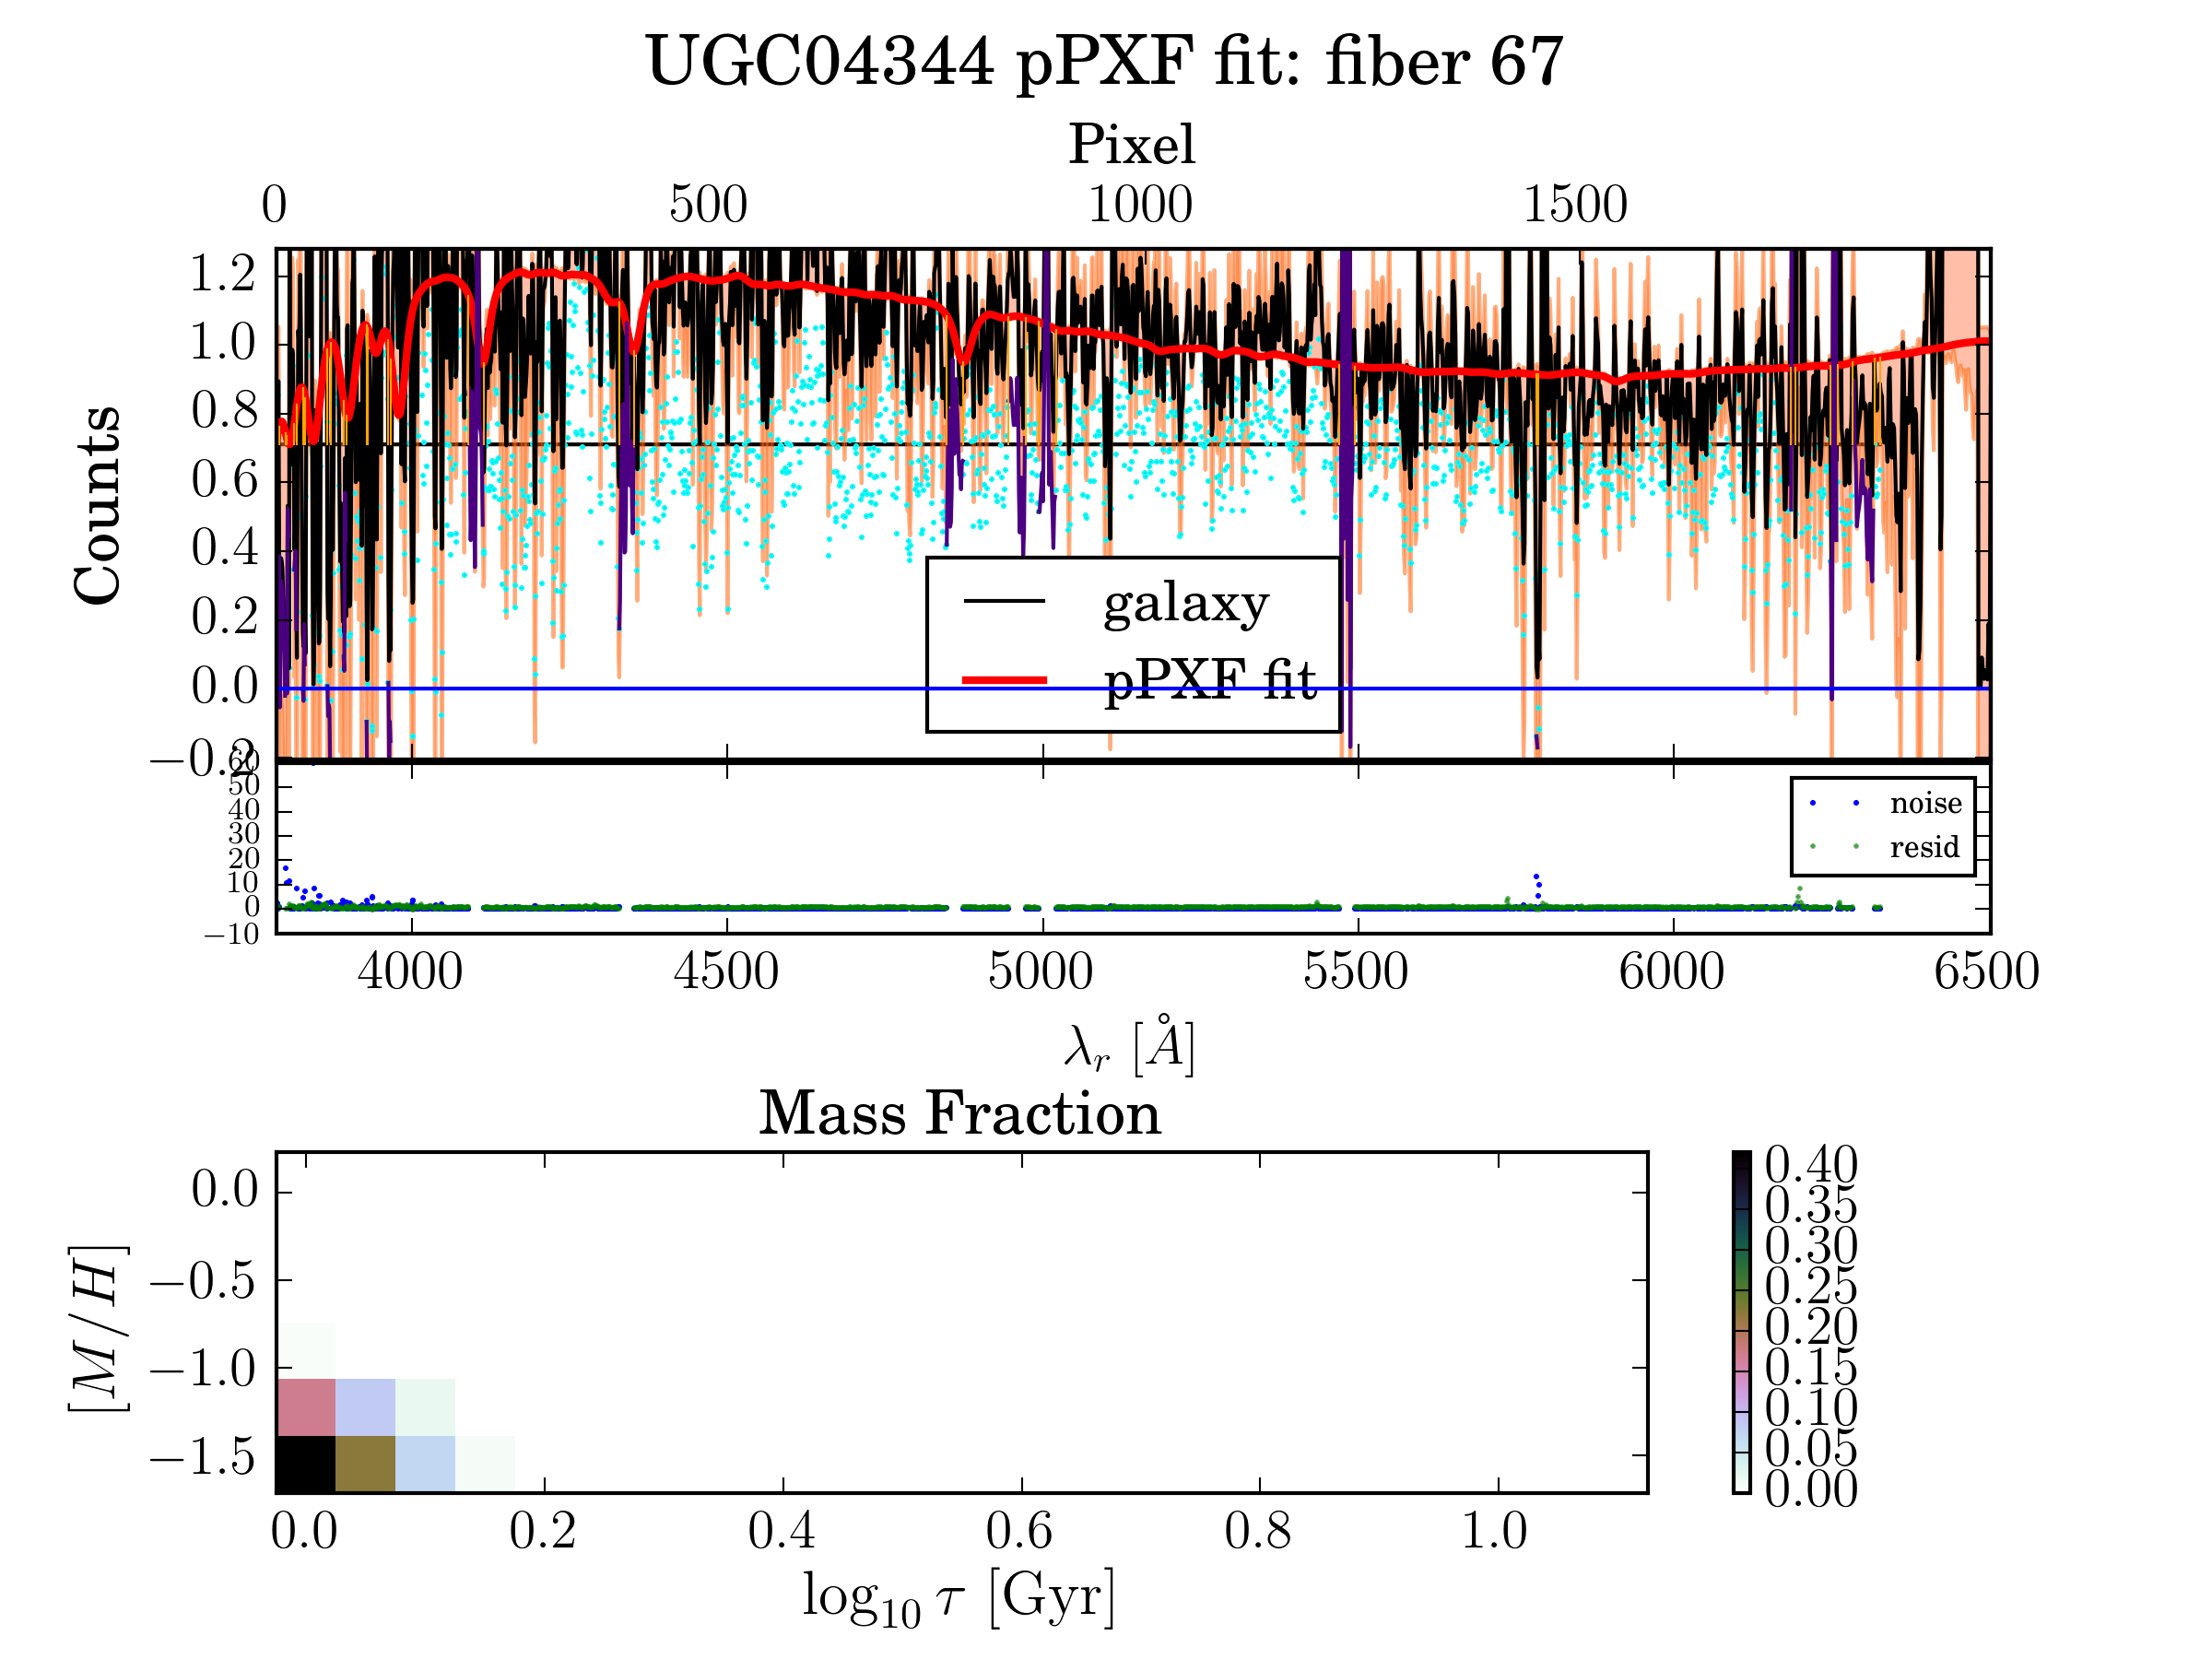 UGC04344 pPXF fit: fiber 67
Pixel
0 500 1000 1500
Counts
1.2
1.0
0.8
0.6
0.4
0.2
0.0
−0.2
galaxy
pPXF fit
60
50
40
30
20
10
0
−10
noise
resid
4000 4500 5000 5500 6000 6500
λr [Å]
Mass Fraction
[M/H]
0.0
−0.5
−1.0
−1.5
0.0 0.2 0.4 0.6 0.8 1.0
log10 τ [Gyr]
0.40
0.35
0.30
0.25
0.20
0.15
0.10
0.05
0.00